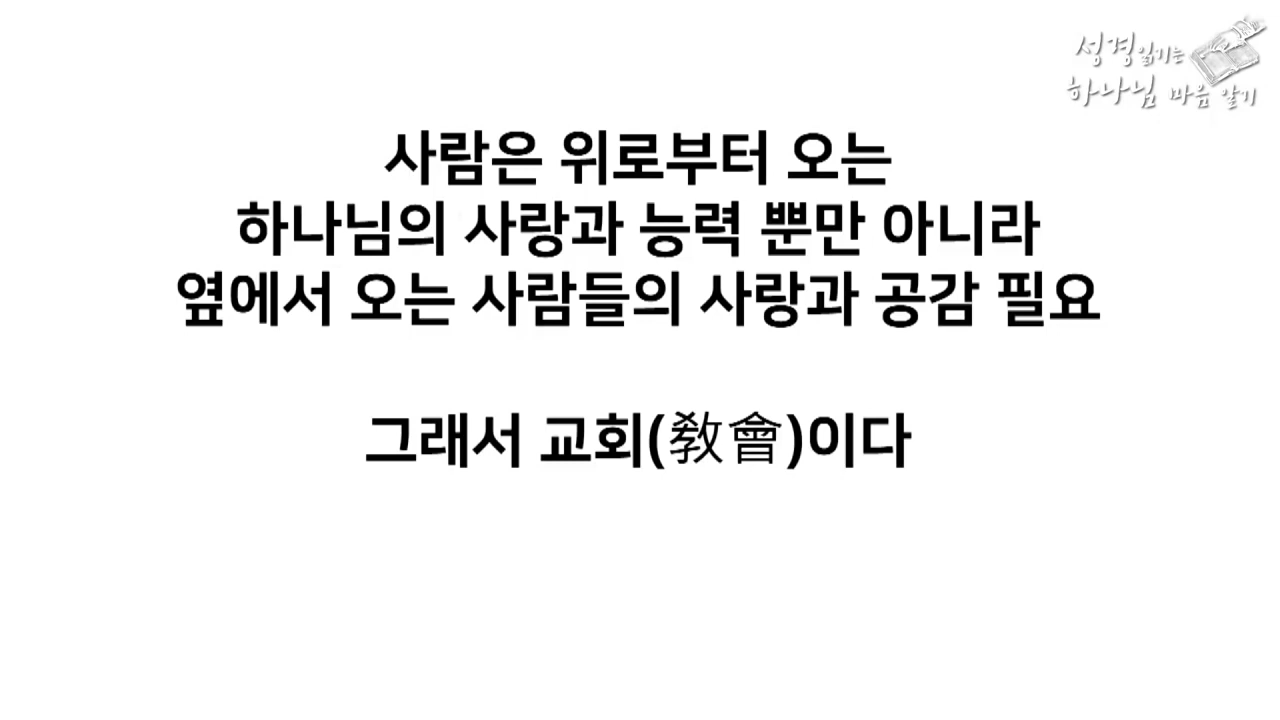 성경읽기는
하나님 마음 알기
사람은 위로부터 오는
하나님의 사랑과 능력 뿐만 아니라
옆에서 오는 사람들의 사랑과 공감 필요
그래서 교회(敎會)이다